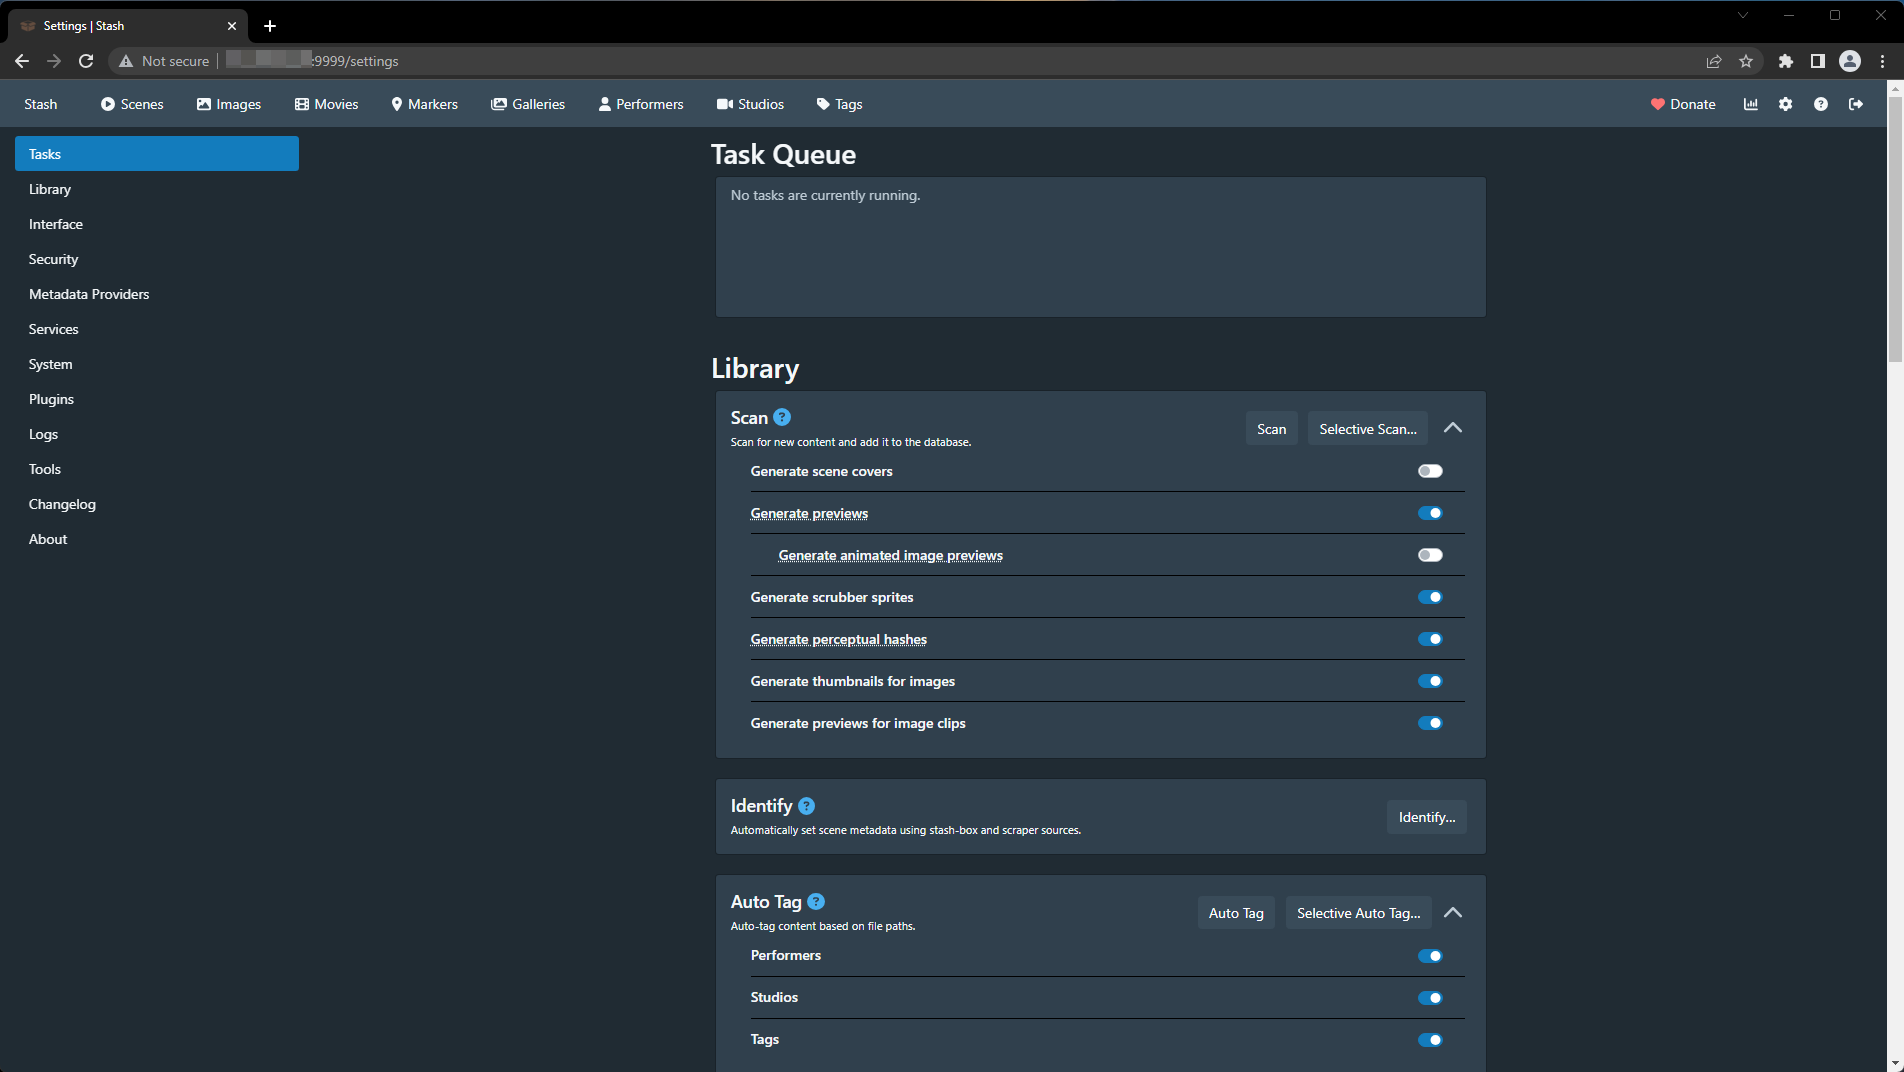 Settings | Stash
Not secure
:9999/settings
Stash
Scenes
Images
Movies
Markers
Galleries
Performers
Studios
Tags
Donate
Tasks
Library
Interface
Security
Metadata Providers
Services
System
Plugins
Logs
Tools
Changelog
About
Task Queue
No tasks are currently running.
Library
Scan
Scan for new content and add it to the database.
Scan
Selective Scan...
Generate scene covers
Generate previews
Generate animated image previews
Generate scrubber sprites
Generate perceptual hashes
Generate thumbnails for images
Generate previews for image clips
Identify
Automatically set scene metadata using stash-box and scraper sources.
Identify...
Auto Tag
Auto-tag content based on file paths.
Auto Tag
Selective Auto Tag...
Performers
Studios
Tags